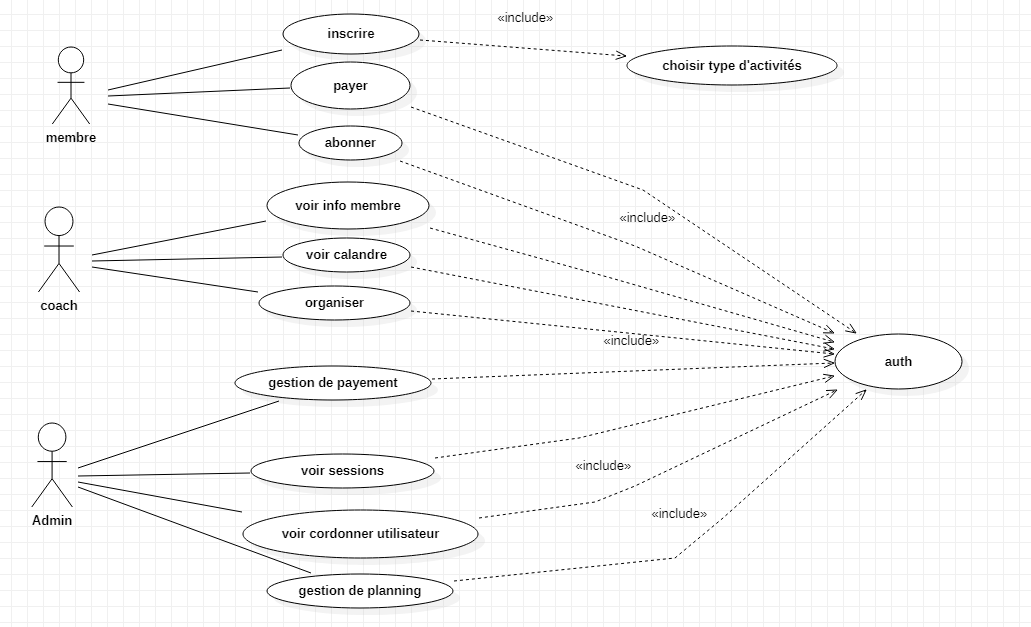 «include»
inscrire
choisir type d'activités
payer
membre
abonner
voir info membre
«include»
voir calandre
coach
organiser
«include»
auth
gestion de payement
voir sessions
«include»
Admin
«include»
voir cordonner utilisateur
gestion de planning